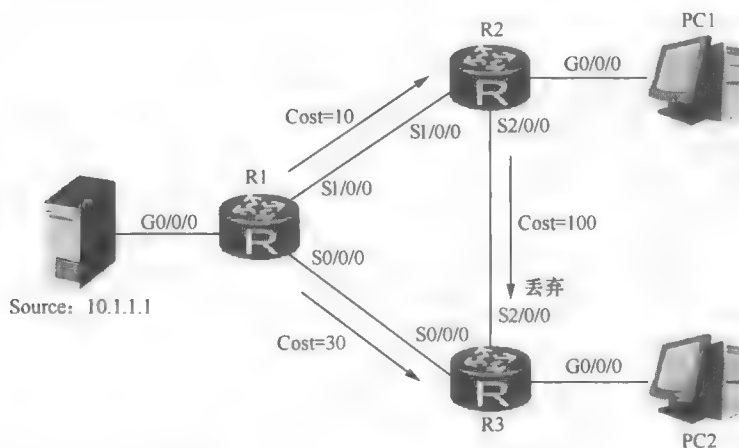 R2
PC1
G0/0/0
Cost=10
S1/0/0
S2/0/0
R1
S1/0/0
G0/0/0
Cost=100
S0/0/0
Source：10.1.1.1
丢弃
S0/0/0
S2/0/0
Cost=30
G0/0/0
R3
PC2